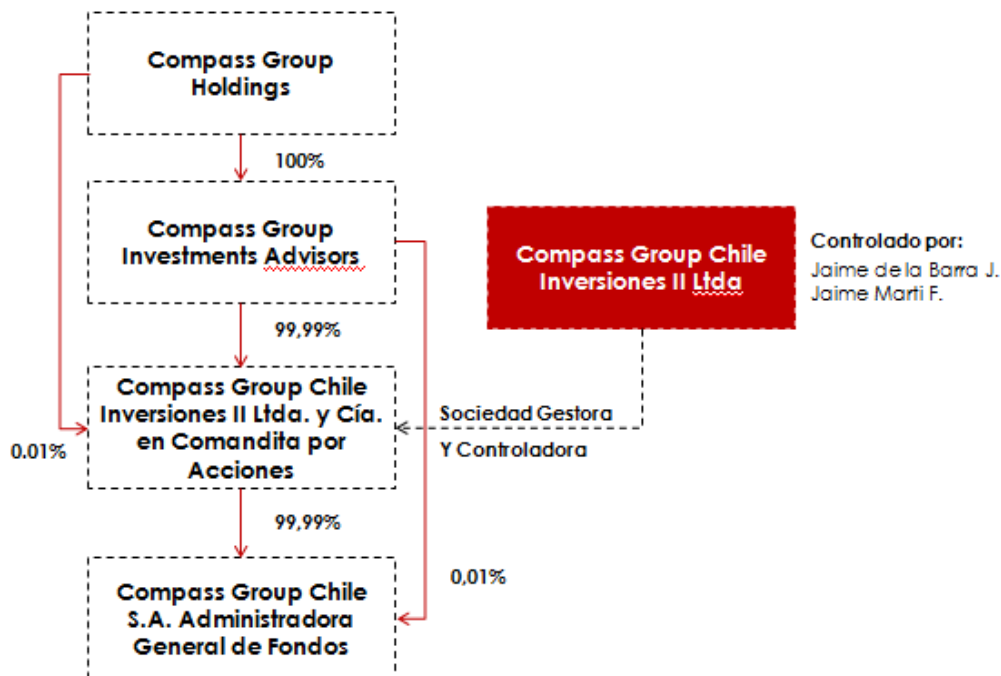 Compass Group
Holdings
100%
Compass Group
Investments Advisors
Compass Group Chile
Inversiones II Ltda
Controlado por:
Jaime de la Barra J.
Jaime Marti F.
99,99%
Compass Group Chile
Inversiones II Ltda. y Cía.
en Comandita por
Acciones
Sociedad Gestora
Y Controladora
0.01%
99,99%
0,01%
Compass Group Chile
S.A. Administradora
General de Fondos